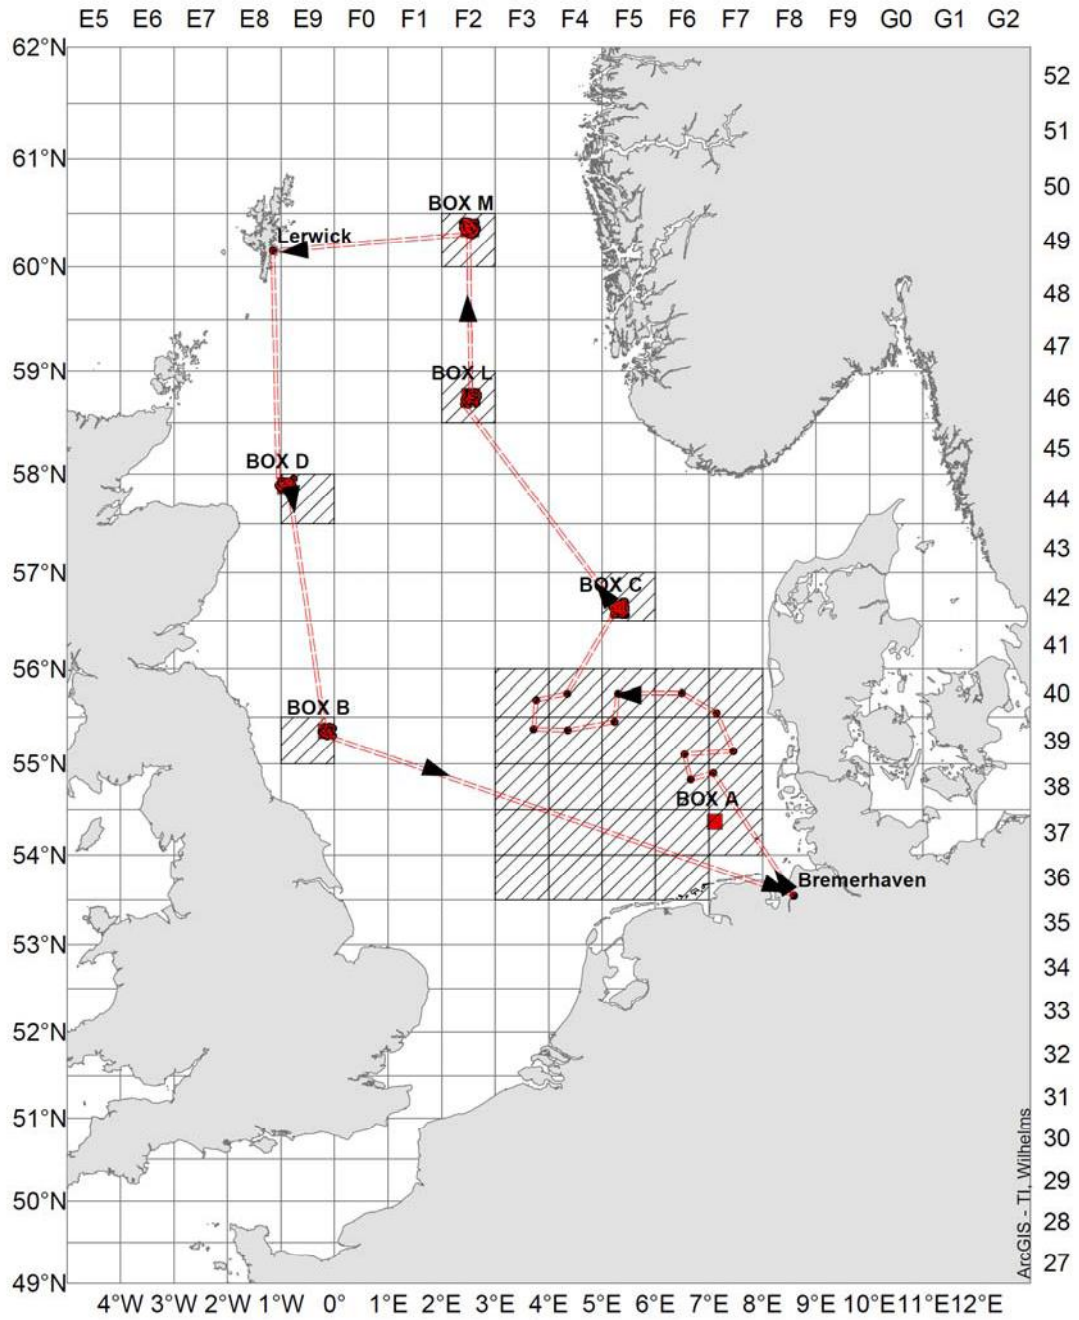 E5 E6 E7 E8 E9 F0 F1 F2 F3 F4 F5 F6 F7 F8 F9 G0 G1 G2
62°N
52
51
61°N
50
BOX M
Lerwick
49
60°N
48
47
59°N
BOX L
46
45
BOX D
58°N
44
43
57°N
BOX C
42
41
56°N
40
BOX B
39
55°N
38
BOX A
37
54°N
Bremerhaven
36
35
53°N
34
33
52°N
32
31
51°N
30
29
50°N
28
27
49°N
ArcGIS - TI, Wilhelms
4°W 3°W 2°W 1°W 0° 1°E 2°E 3°E 4°E 5°E 6°E 7°E 8°E 9°E 10°E 11°E 12°E